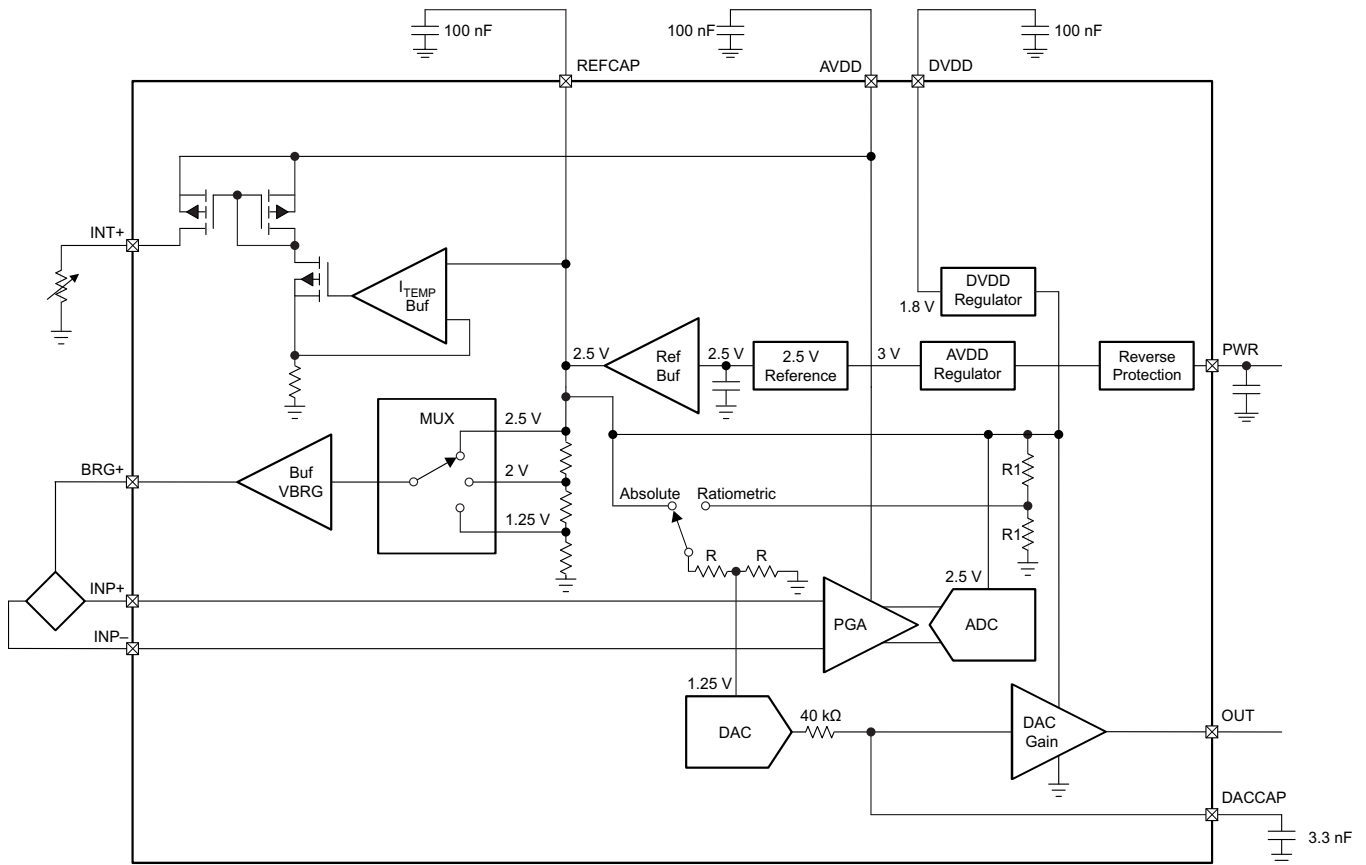 100 nF
100 nF
100 nF
REFCAP
AVDD
DVDD
INT+
ITEMP
Buf
DVDD
Regulator
1.8 V
2.5 V
Ref
Buf
2.5 V
2.5 V
Reference
3 V
AVDD
Regulator
Reverse
Protection
PWR
MUX
2.5 V
2 V
1.25 V
BRG+
Buf
VBRG
Absolute
Ratiometric
R1
R1
R
R
2.5 V
INP+
INP–
PGA
ADC
1.25 V
DAC
40 kΩ
DAC
Gain
OUT
DACCAP
3.3 nF